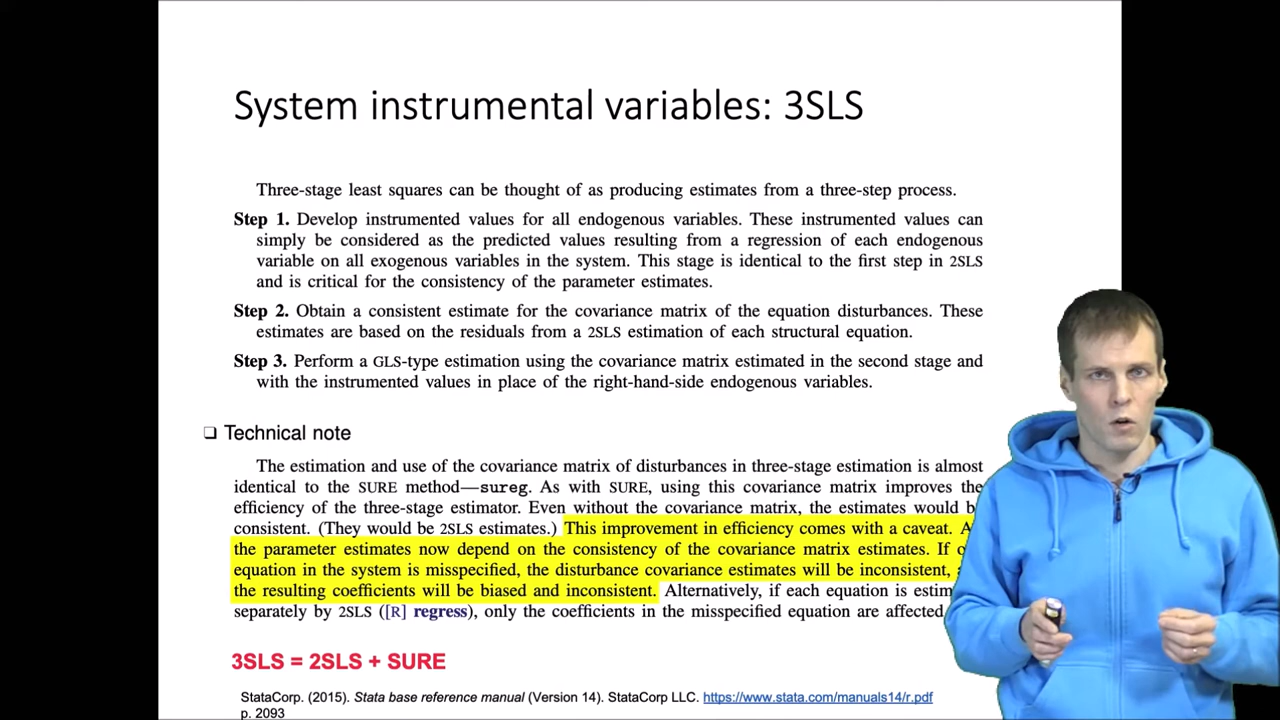 System instrumental variables: 3SLS
Three-stage least squares can be thought of as producing estimates from a three-step process.
Step 1. Develop instrumented values for all endogenous variables. These instrumented values can
simply be considered as the predicted values resulting from a regression of each endogenous
variable on all exogenous variables in the system. This stage is identical to the first step in 2SLS
and is critical for the consistency of the parameter estimates.
Step 2. Obtain a consistent estimate for the covariance matrix of the equation disturbances. These
estimates are based on the residuals from a 2SLS estimation of each structural equation.
Step 3. Perform a GLS-type estimation using the covariance matrix estimated in the second stage and
with the instrumented values in place of the right-hand-side endogenous variables.
❑ Technical note
The estimation and use of the covariance matrix of disturbances in three-stage estimation is almost
identical to the SURE method—sureg. As with SURE, using this covariance matrix improves the
efficiency of the three-stage estimator. Even without the covariance matrix, the estimates would
consistent. (They would be 2SLS estimates.) This improvement in efficiency comes with a caveat.
the parameter estimates now depend on the consistency of the covariance matrix estimates. If
equation in the system is misspecified, the disturbance covariance estimates will be inconsistent,
the resulting coefficients will be biased and inconsistent. Alternatively, if each equation is
separately by 2SLS ([R] regress), only the coefficients in the misspecified equation are affected
3SLS = 2SLS + SURE
StataCorp. (2015). Stata base reference manual (Version 14). StataCorp LLC. https://www.stata.com/manuals14/r.pdf
p. 2093